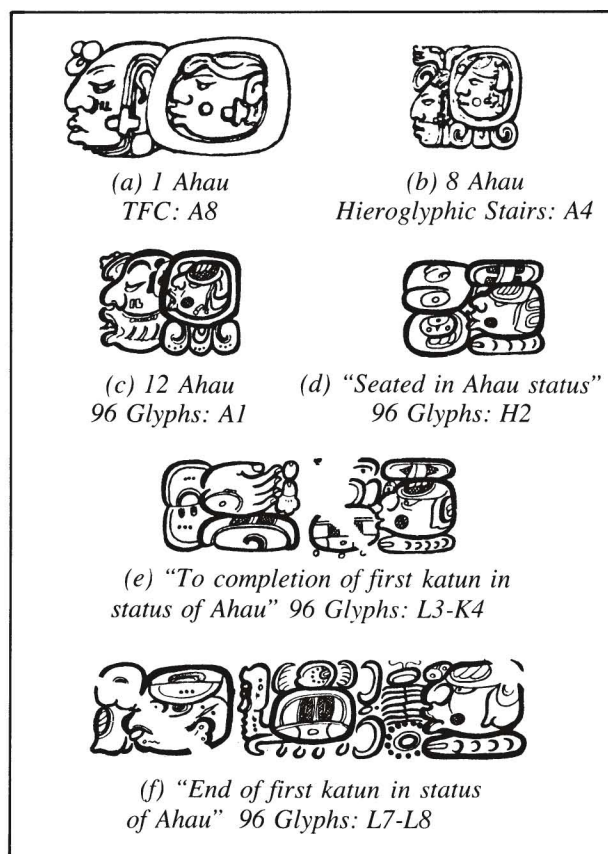 (a) 1 Ahau
TFC: A8
(b) 8 Ahau
Hieroglyphic Stairs: A4
(c) 12 Ahau
96 Glyphs: A1
(d) “Seated in Ahau status”
96 Glyphs: H2
(e) “To completion of first katun in
status of Ahau” 96 Glyphs: L3-K4
(f) “End of first katun in status
of Ahau” 96 Glyphs: L7-L8